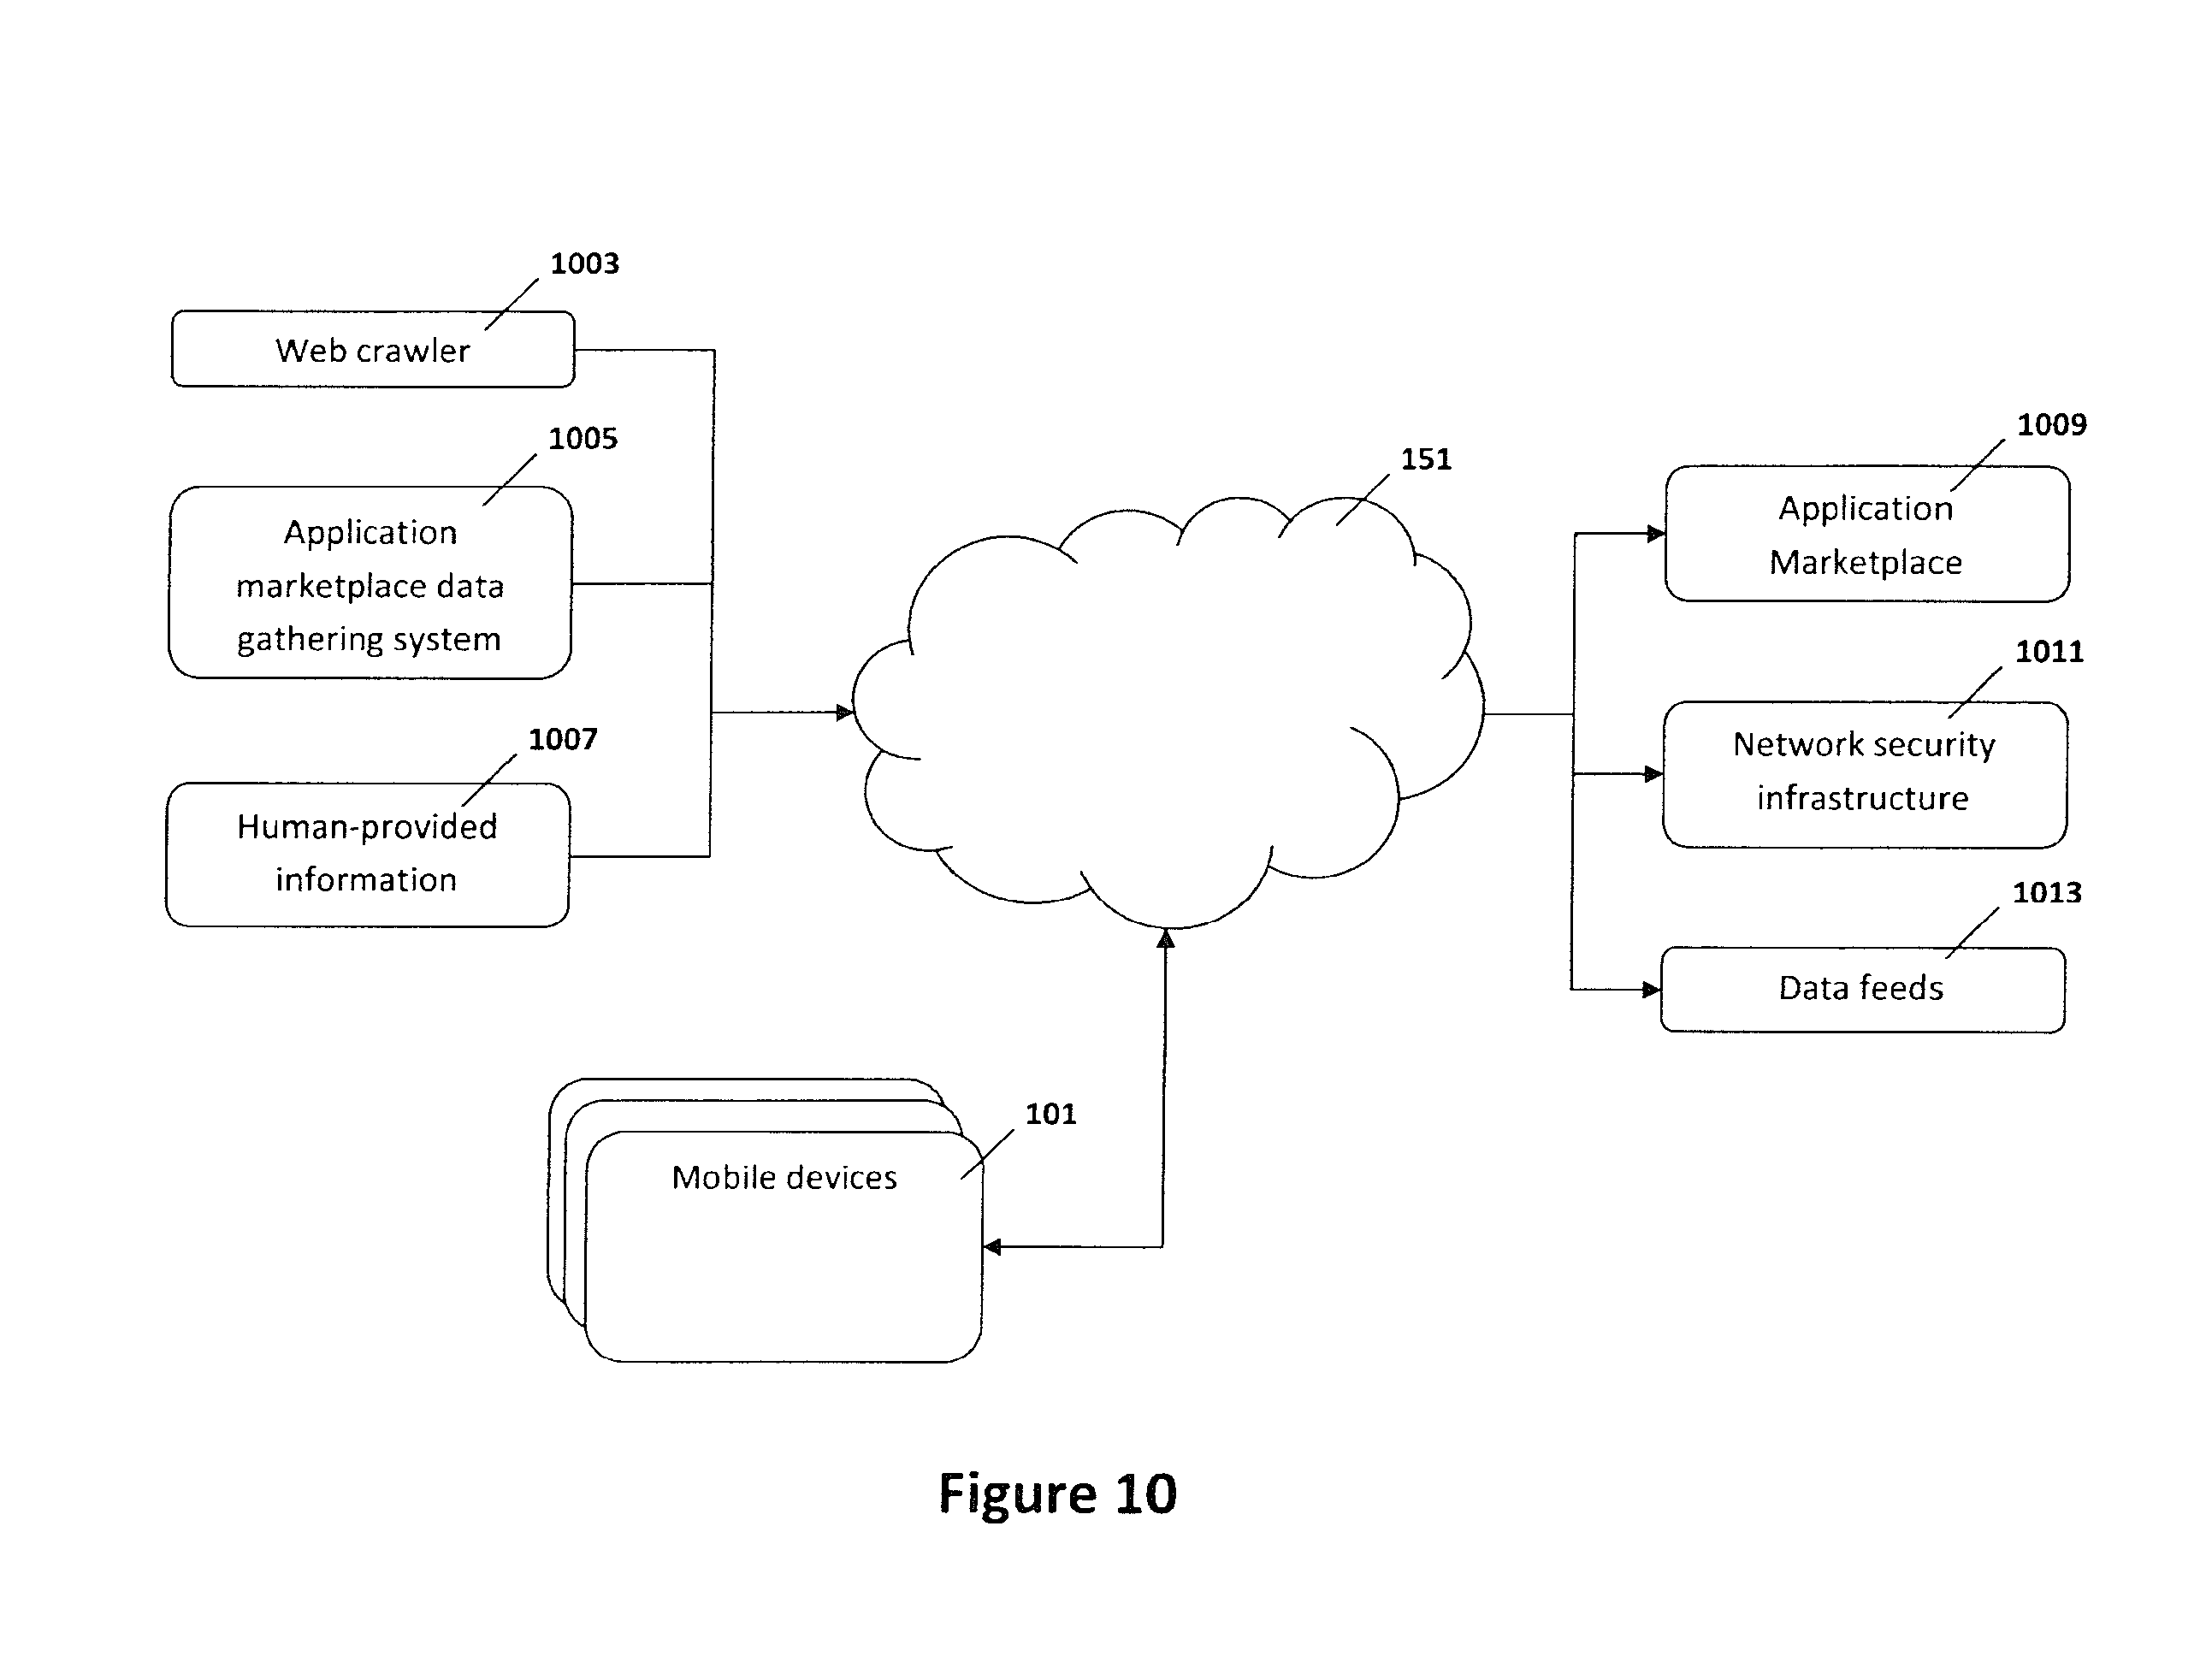 1003
Web crawler
1005
Application
marketplace data
gathering system
1007
Human-provided
information
151
1009
Application
Marketplace
1011
Network security
infrastructure
1013
Data feeds
101
Mobile devices
Figure 10